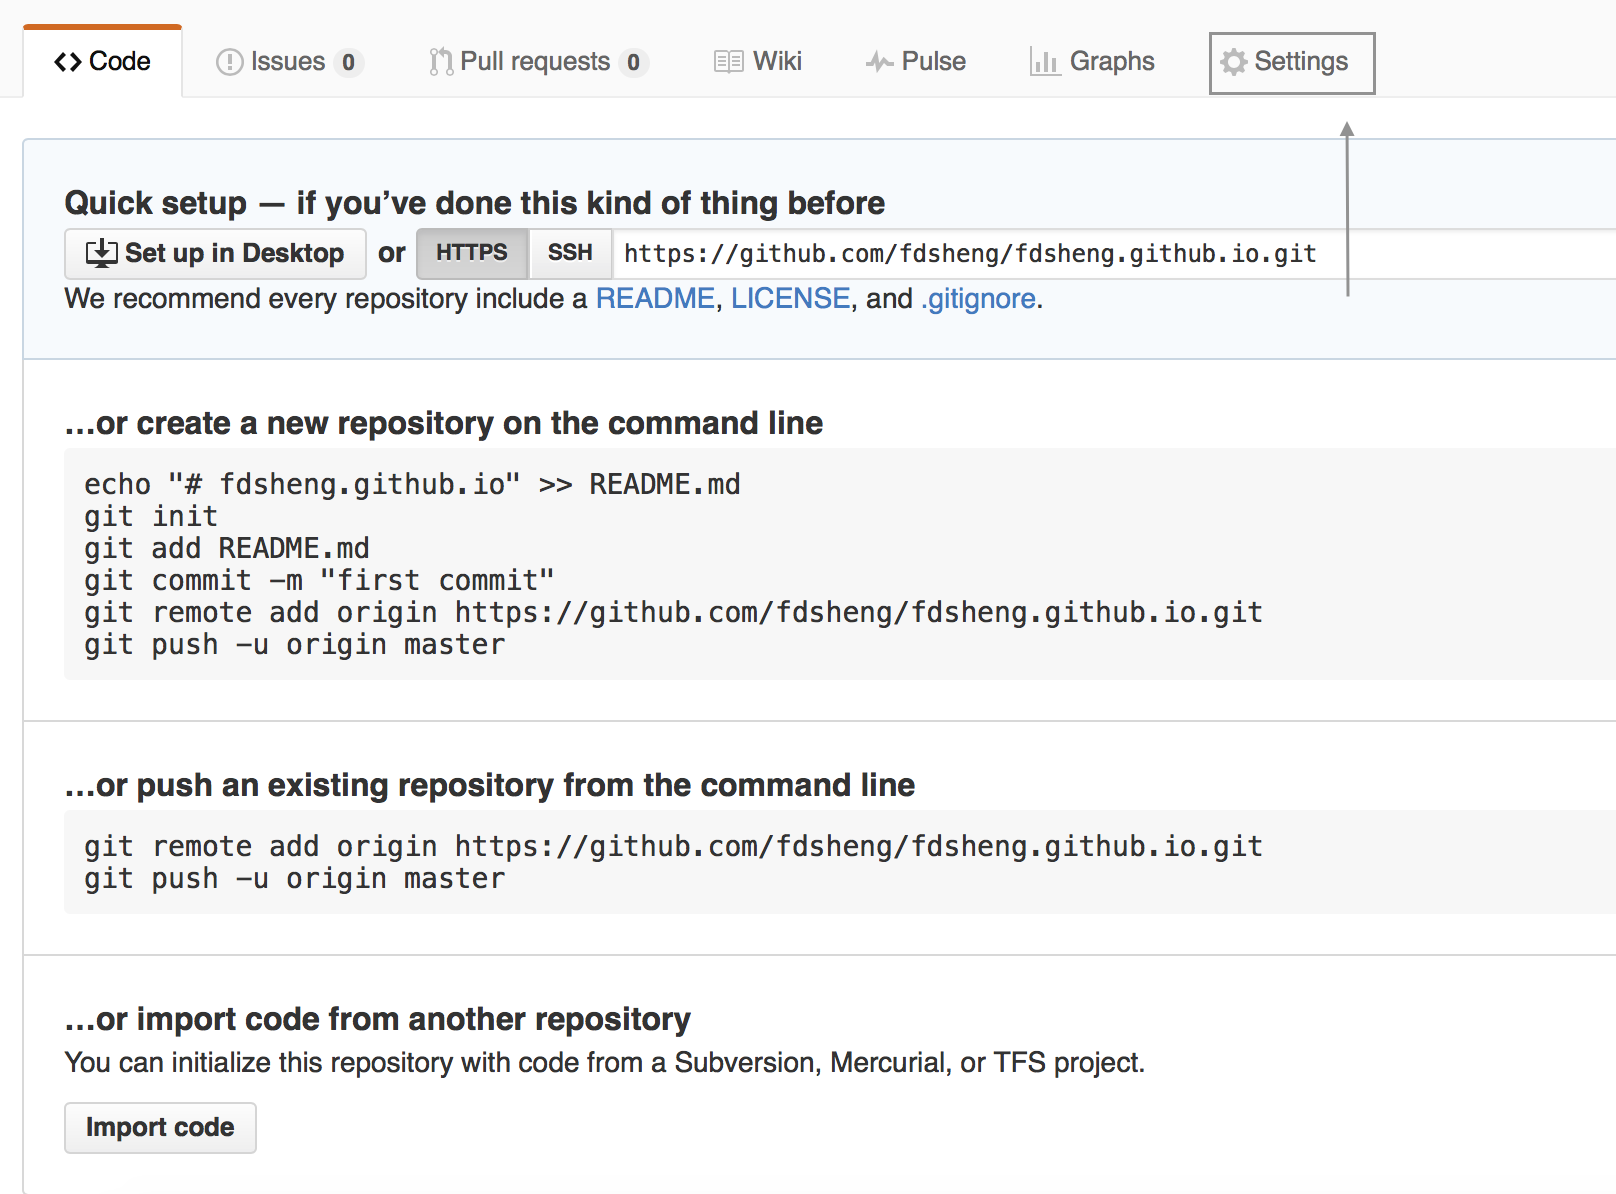 Code Issues 0 Pull requests 0 Wiki Pulse Graphs Settings
Quick setup — if you’ve done this kind of thing before
Set up in Desktop or HTTPS SSH https://github.com/fdsheng/fdsheng.github.io.git
We recommend every repository include a README, LICENSE, and .gitignore.
…or create a new repository on the command line
echo "# fdsheng.github.io" >> README.md
git init
git add README.md
git commit -m "first commit"
git remote add origin https://github.com/fdsheng/fdsheng.github.io.git
git push -u origin master
…or push an existing repository from the command line
git remote add origin https://github.com/fdsheng/fdsheng.github.io.git
git push -u origin master
…or import code from another repository
You can initialize this repository with code from a Subversion, Mercurial, or TFS project.
Import code